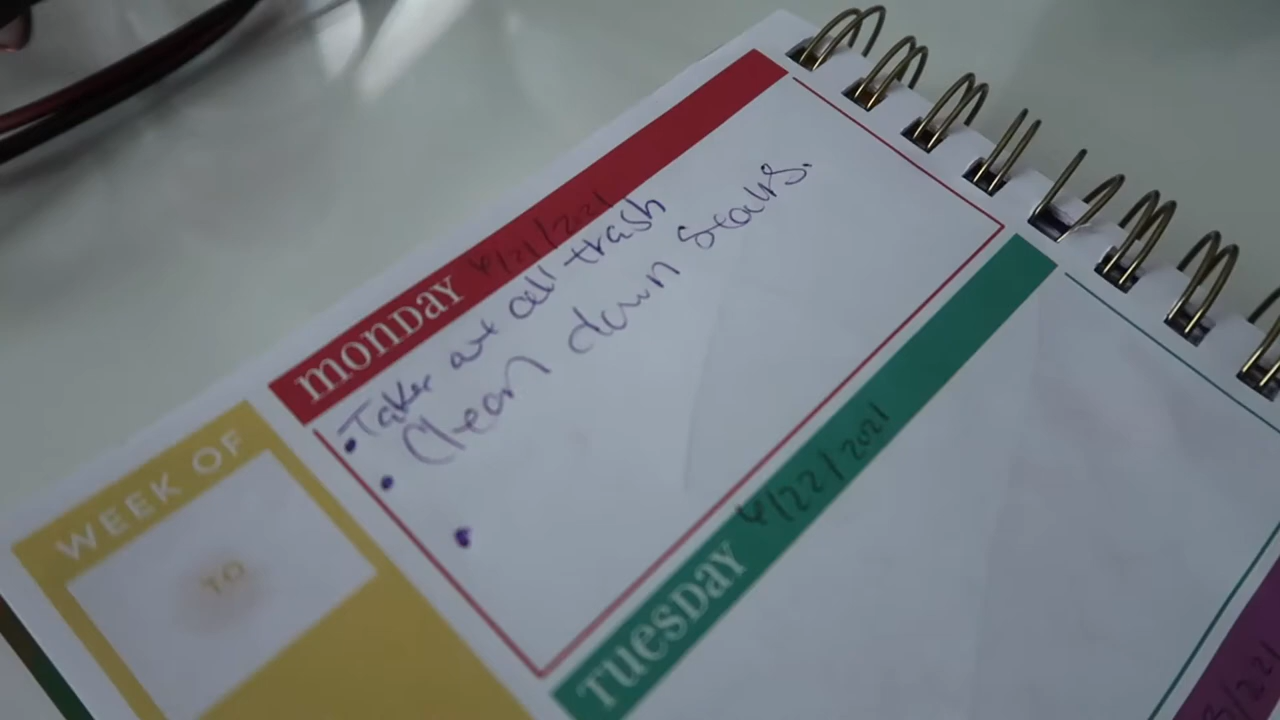 MONDAY 4/21/2021
• Take out all trash
• Clean down stairs.
•
WEEK OF
TO
TUESDAY 4/22/2021